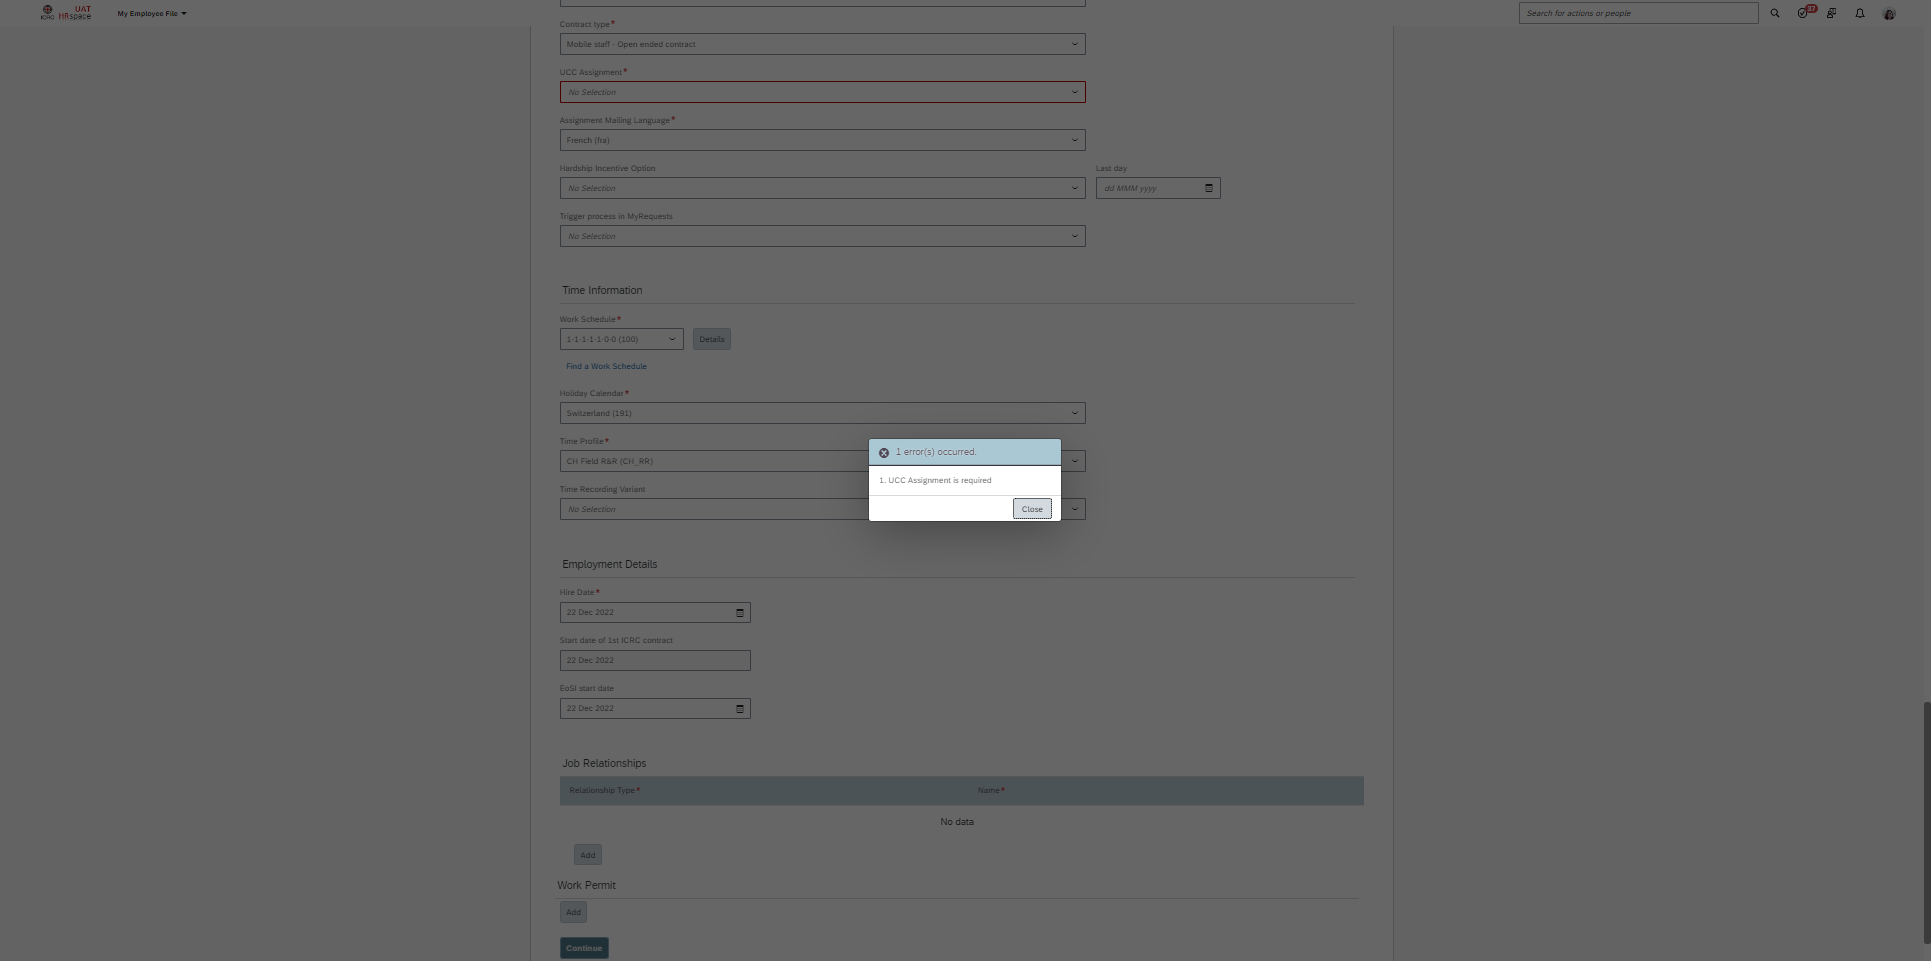 ICRC UAT HRspace My Employee File Search for actions or people 37
Contract type*
Mobile staff - Open ended contract
UCC Assignment*
No Selection
Assignment Mailing Language*
French (fra)
Hardship Incentive Option Last day
No Selection dd MMM yyyy
Trigger process in MyRequests
No Selection
Time Information
Work Schedule*
1-1-1-1-1-0-0 (100) Details
Find a Work Schedule
Holiday Calendar*
Switzerland (191)
Time Profile*
CH Field R&R (CH_RR)
Time Recording Variant
No Selection
1 error(s) occurred.
1. UCC Assignment is required
Close
Employment Details
Hire Date*
22 Dec 2022
Start date of 1st ICRC contract
22 Dec 2022
EoSI start date
22 Dec 2022
Job Relationships
Relationship Type* Name*
No data
Add
Work Permit
Add
Continue